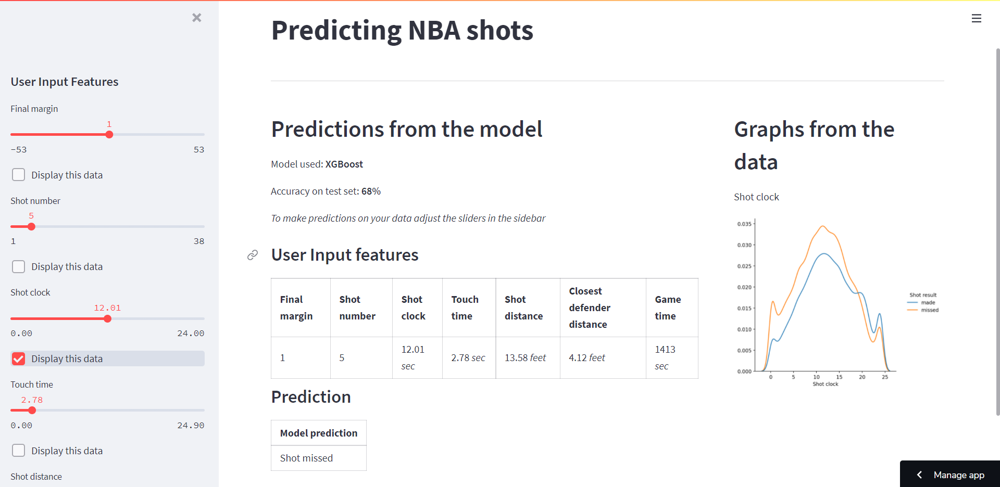 User Input Features
Final margin
1
-53 53
Display this data
Shot number
5
1 38
Display this data
Shot clock
12.01
0.00 24.00
Display this data
Touch time
2.78
0.00 24.90
Display this data
Shot distance
Predicting NBA shots
Predictions from the model
Model used: XGBoost
Accuracy on test set: 68%
To make predictions on your data adjust the sliders in the sidebar
User Input features
Final margin Shot number Shot clock Touch time Shot distance Closest defender distance Game time
1 5 12.01 sec 2.78 sec 13.58 feet 4.12 feet 1413 sec
Prediction
Model prediction
Shot missed
Graphs from the
data
Shot clock
0.035
0.030
0.025
0.020
0.015
0.010
0.005
0.000
0 5 10 15 20 25
Shot clock
Shot result
made
missed
Manage app